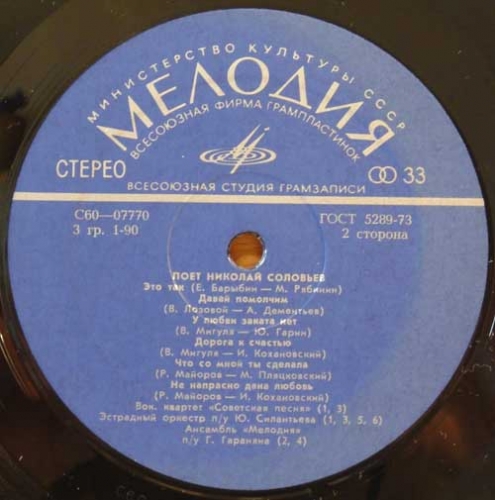 МИНИСТЕРСТВО КУЛЬТУРЫ СССР
МЕЛОДИЯ
ВСЕСОЮЗНАЯ ФИРМА ГРАМПЛАСТИНОК
СТЕРЕО
33
ВСЕСОЮЗНАЯ СТУДИЯ ГРАМЗАПИСИ
С60—07770
ГОСТ 5289-73
3 гр. 1-90
2 сторона
ПОЕТ НИКОЛАЙ СОЛОВЬЕВ
Это так (Е. Барыбин — М. Рябинин)
Давай помолчим
(В. Лозовой — А. Дементьев)
У любви заката нет
(В. Мигуля — Ю. Гарин)
Дорога к счастью
(В. Мигуля — И. Кохановский)
Что со мной ты сделала
(Р. Майоров — М. Пляцковский)
Не напрасно дана любовь
(Р. Майоров — И. Кохановский)
Вок. квартет «Советская песня» (1, 3)
Эстрадный оркестр п/у Ю. Силантьева (1, 3, 5, 6)
Ансамбль «Мелодия»
п/у Г. Гараняна (2, 4)